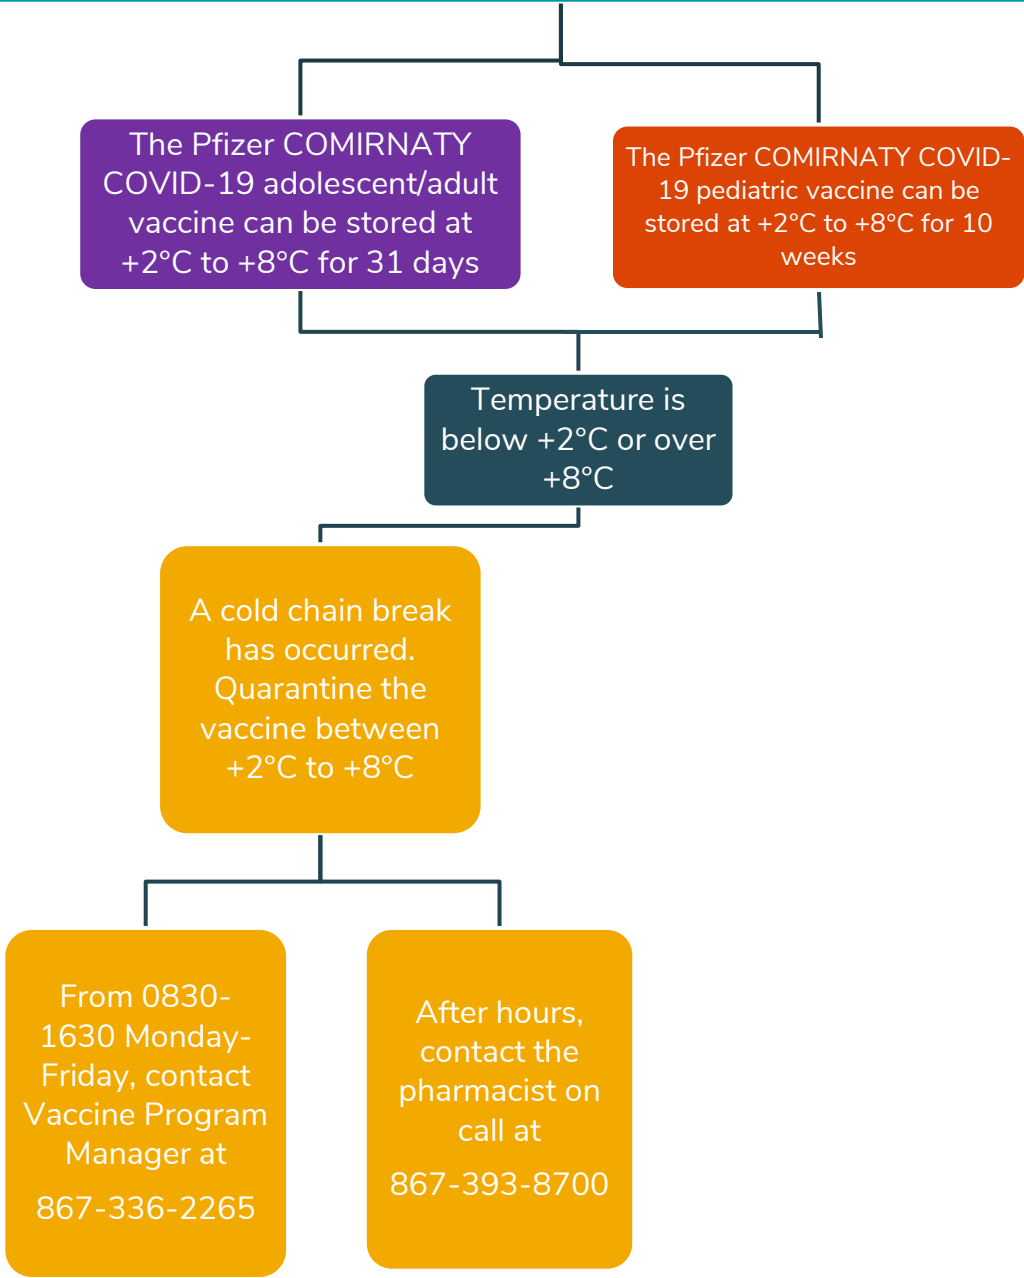 The Pfizer COMIRNATY
COVID-19 adolescent/adult
vaccine can be stored at
+2°C to +8°C for 31 days
The Pfizer COMIRNATY COVID-
19 pediatric vaccine can be
stored at +2°C to +8°C for 10
weeks
Temperature is
below +2°C or over
+8°C
A cold chain break
has occurred.
Quarantine the
vaccine between
+2°C to +8°C
From 0830-
1630 Monday-
Friday, contact
Vaccine Program
Manager at
867-336-2265
After hours,
contact the
pharmacist on
call at
867-393-8700